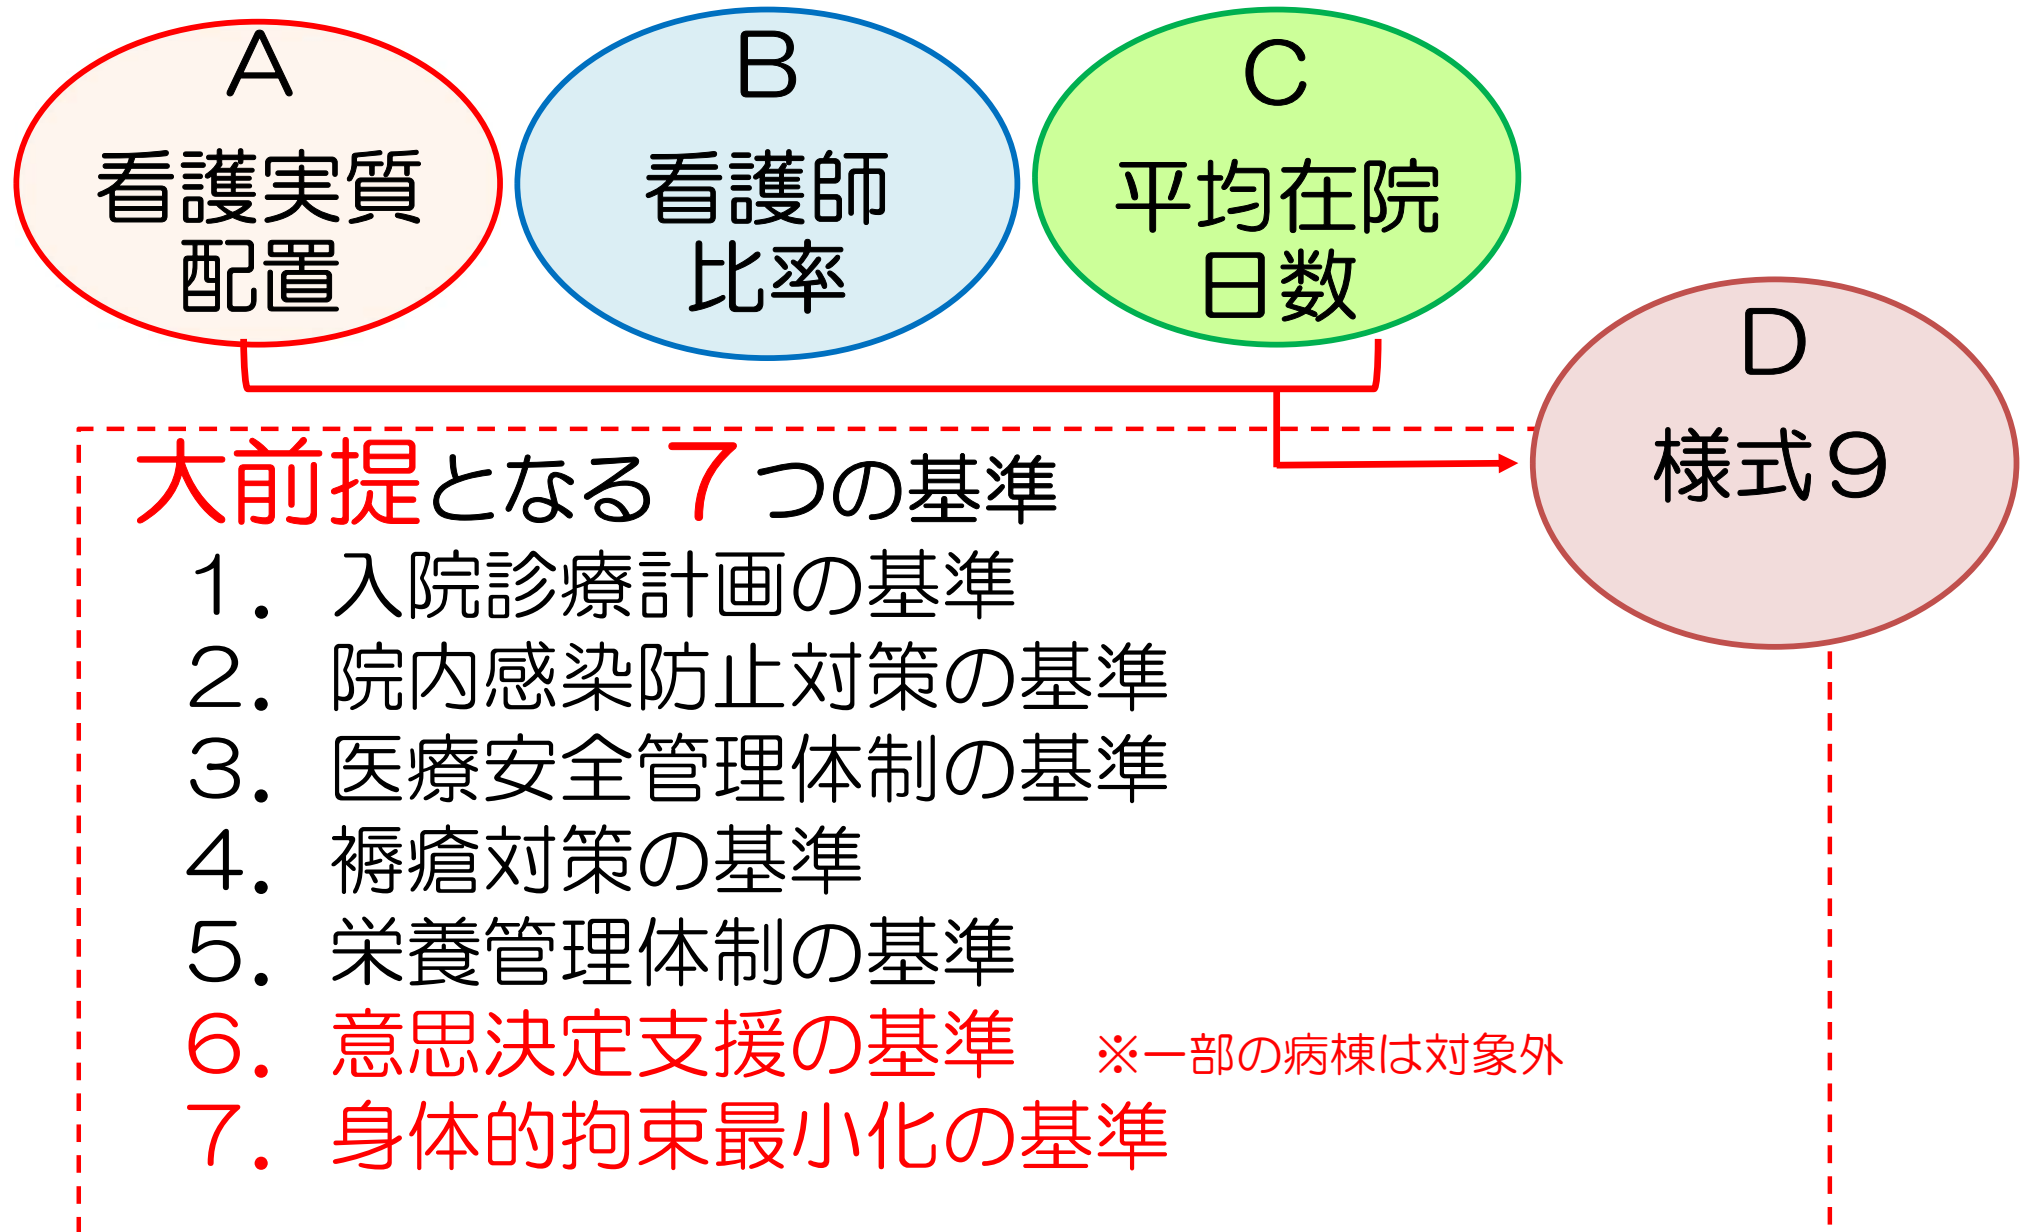 A
看護実質
配置
B
看護師
比率
C
平均在院
日数
D
様式9
大前提となる7つの基準
1. 入院診療計画の基準
2. 院内感染防止対策の基準
3. 医療安全管理体制の基準
4. 褥瘡対策の基準
5. 栄養管理体制の基準
6. 意思決定支援の基準 ※一部の病棟は対象外
7. 身体的拘束最小化の基準